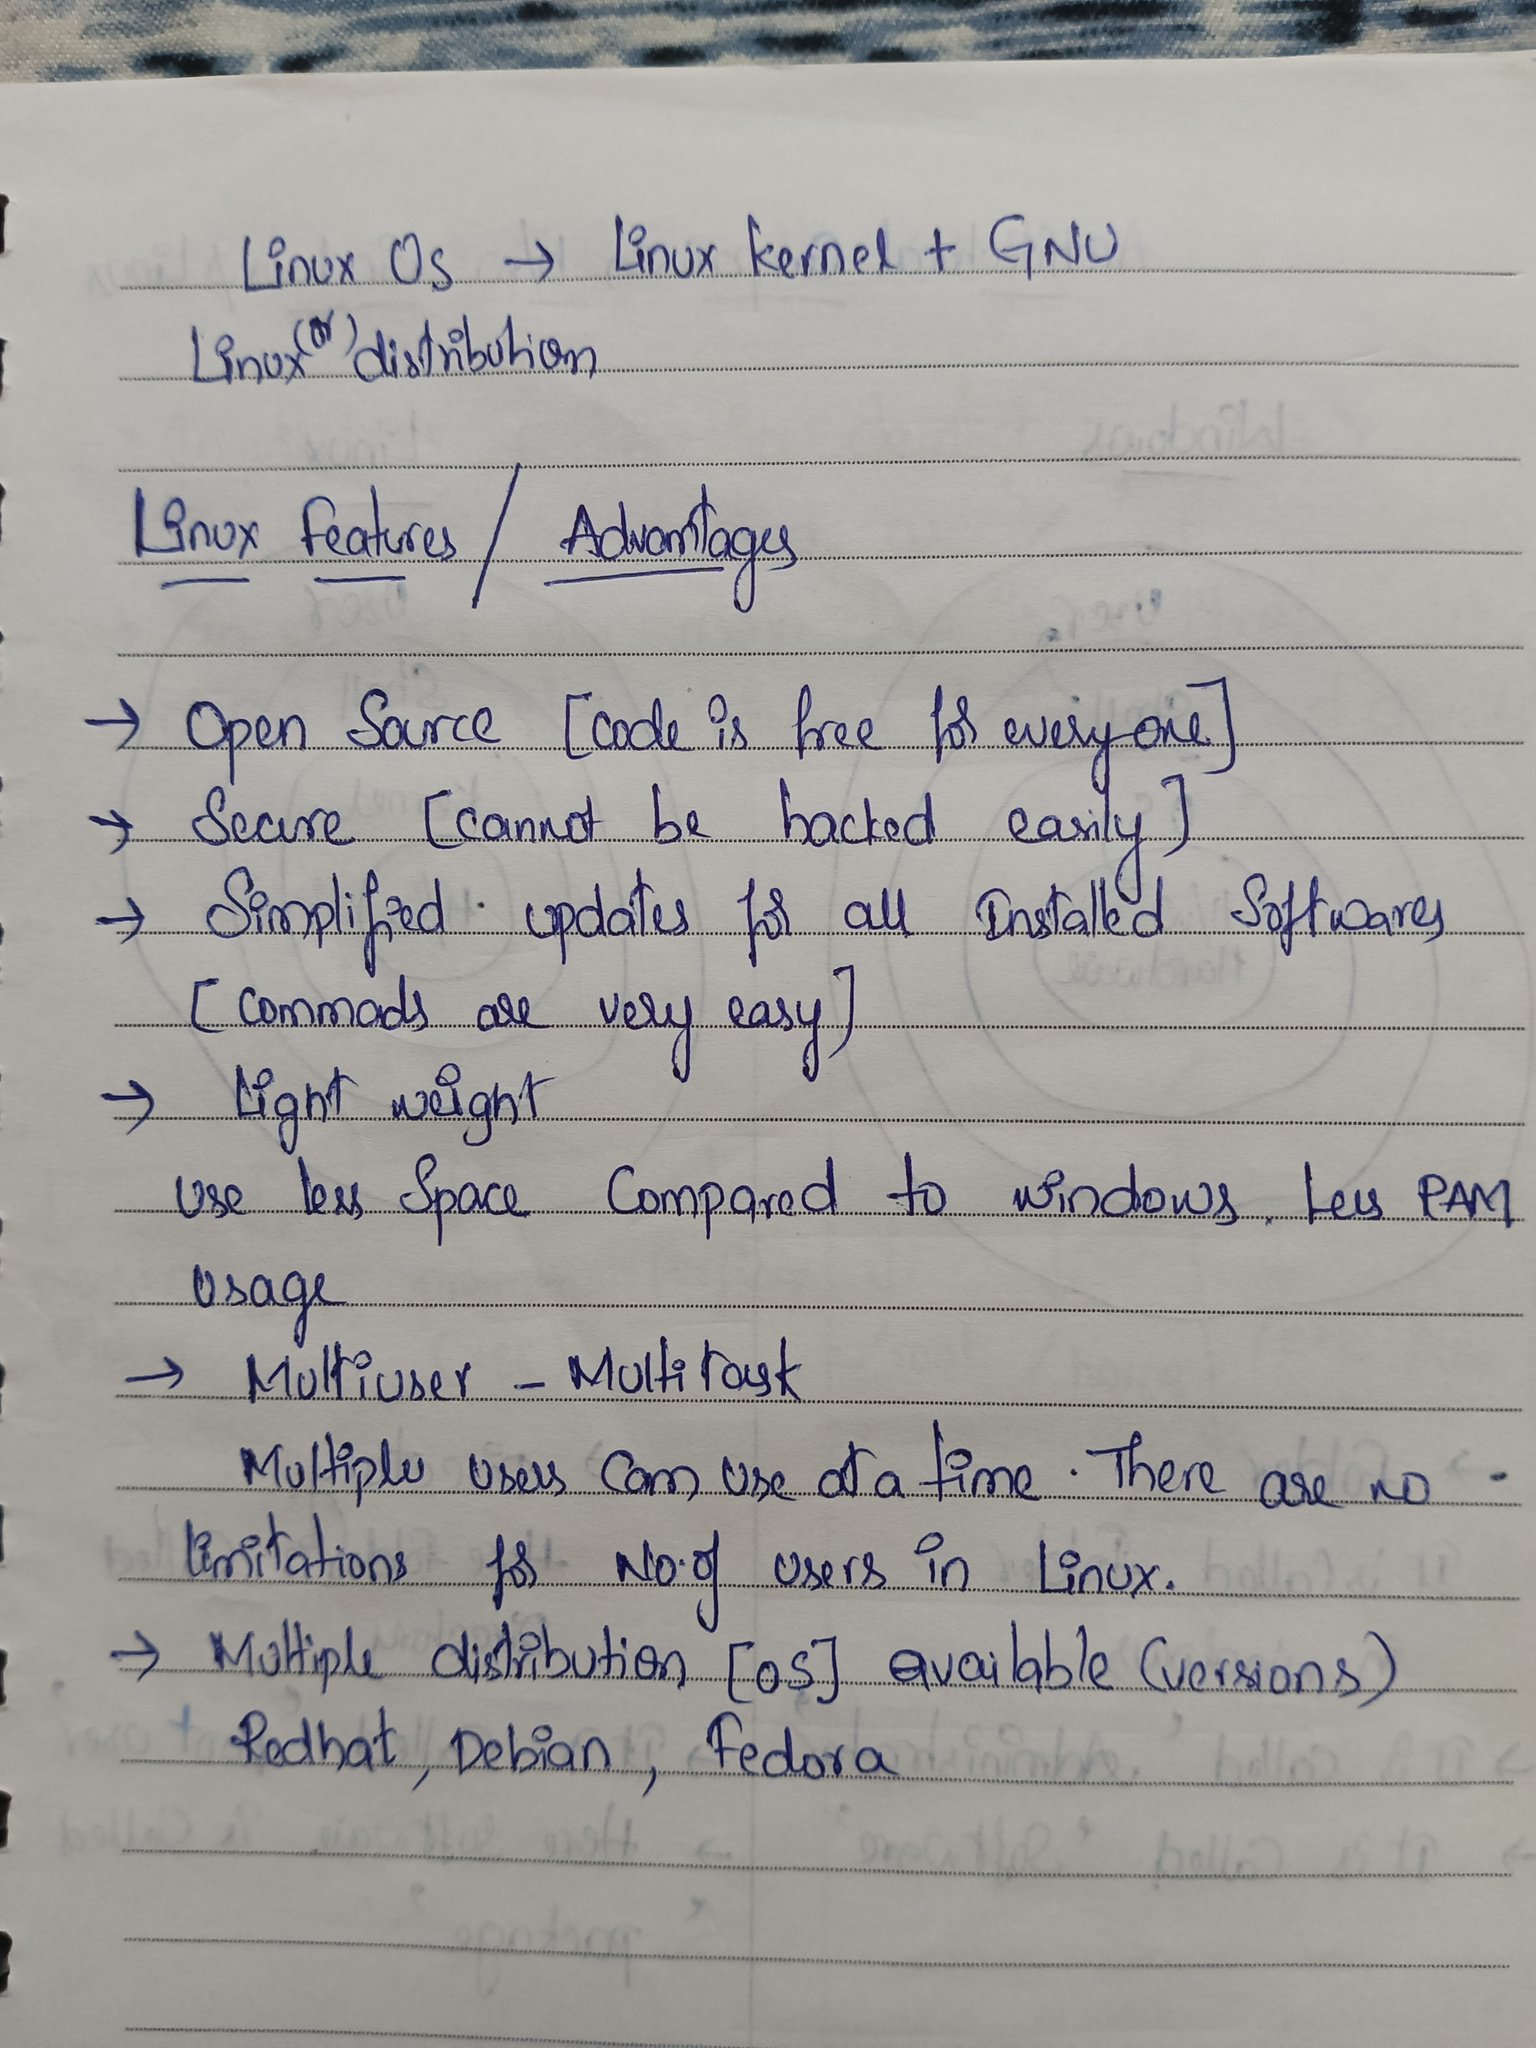 Linux Os → Linux kernel + GNU
(or)
Linux distribution
Linux Features / Advantages
→ Open Source [code is free for everyone]
→ Secure [cannot be hacked easily]
→ Simplified updates for all Installed Softwares
[commads are very easy]
→ Light weight
use less Space Compared to windows. Less RAM
usage
→ Multiuser - Multitask
Multiple users can use at a time. There are no
limitations for No. of users in Linux.
→ Multiple distribution [OS] available (versions)
Redhat, Debian, Fedora